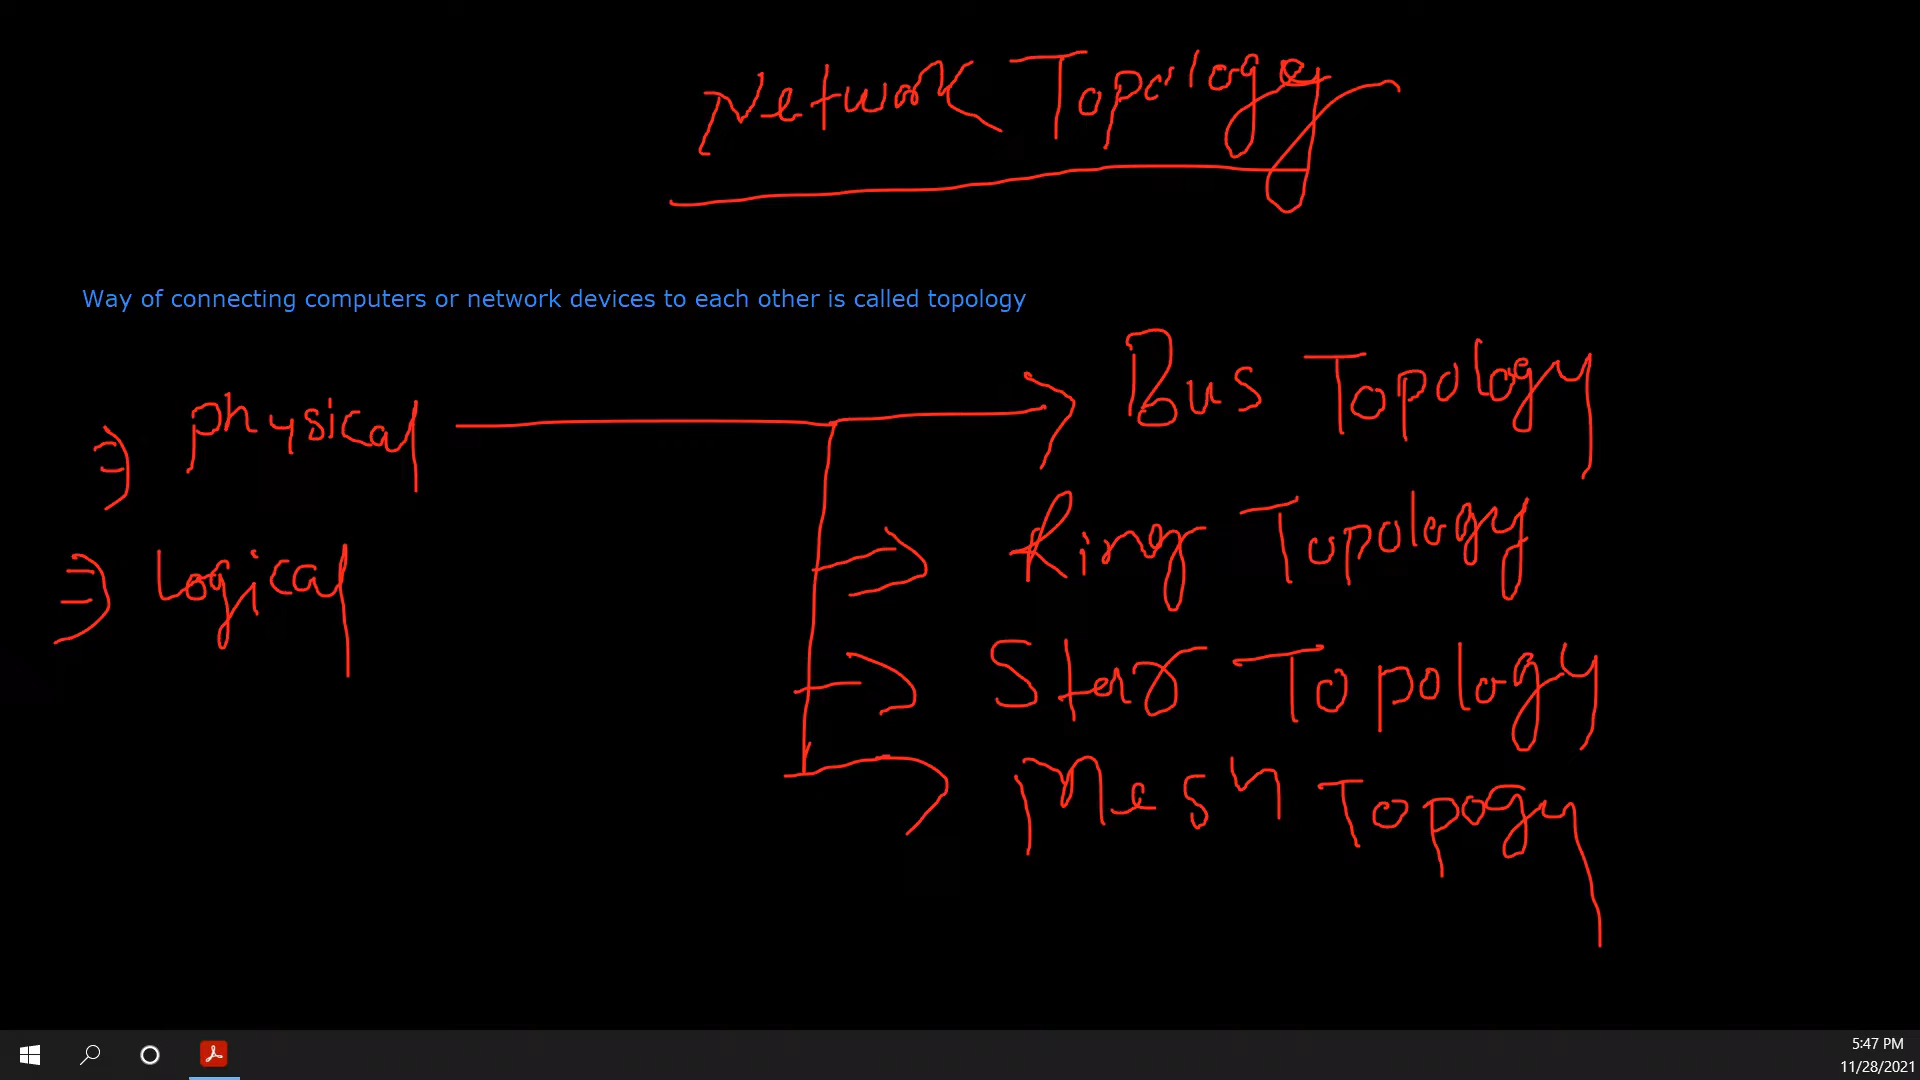 Network Topology
Way of connecting computers or network devices to each other is called topology
Physical
Bus Topology
Logical
Ring Topology
Star Topology
Mesh Topogy
5:47 PM
11/28/2021